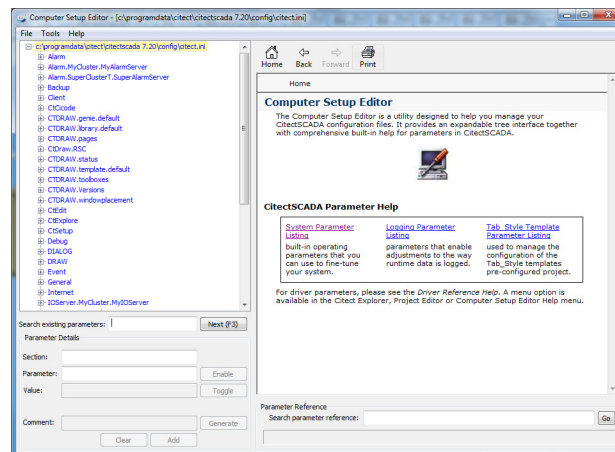 Computer Setup Editor - [c:\programdata\citect\citectscada 7.20\config\citect.ini]
File Tools Help
c:\programdata\citect\citectscada 7.20\config\citect.ini
Alarm
Alarm.MyCluster.MyAlarmServer
Alarm.SuperClusterT.SuperAlarmServer
Backup
Client
CtCicode
CTDRAW.genie.default
CTDRAW.library.default
CTDRAW.pages
CtDraw.RSC
CTDRAW.status
CTDRAW.template.default
CTDRAW.toolboxes
CTDRAW.Versions
CTDRAW.windowplacement
CtEdit
CtExplore
CtSetup
Debug
DIALOG
DRAW
Event
General
Internet
IOServer.MyCluster.MyIOServer
Search existing parameters:
Next (F3)
Parameter Details
Section:
Parameter:
Enable
Value:
Toggle
Comment:
Generate
Clear Add
Home Back Forward Print
Home
Computer Setup Editor
The Computer Setup Editor is a utility designed to help you manage your
CitectSCADA configuration files. It provides an expandable tree interface together
with comprehensive built-in help for parameters in CitectSCADA.
CitectSCADA Parameter Help
System Parameter
Listing
built-in operating
parameters that you
can use to fine-tune
your system.
Logging Parameter
Listing
parameters that enable
adjustments to the way
runtime data is logged.
Tab_Style Template
Parameter Listing
used to manage the
configuration of the
Tab_Style templates
pre-configured project.
For driver parameters, please see the Driver Reference Help. A menu option is
available in the Citect Explorer, Project Editor or Computer Setup Editor Help menu.
Parameter Reference
Search parameter reference:
Go